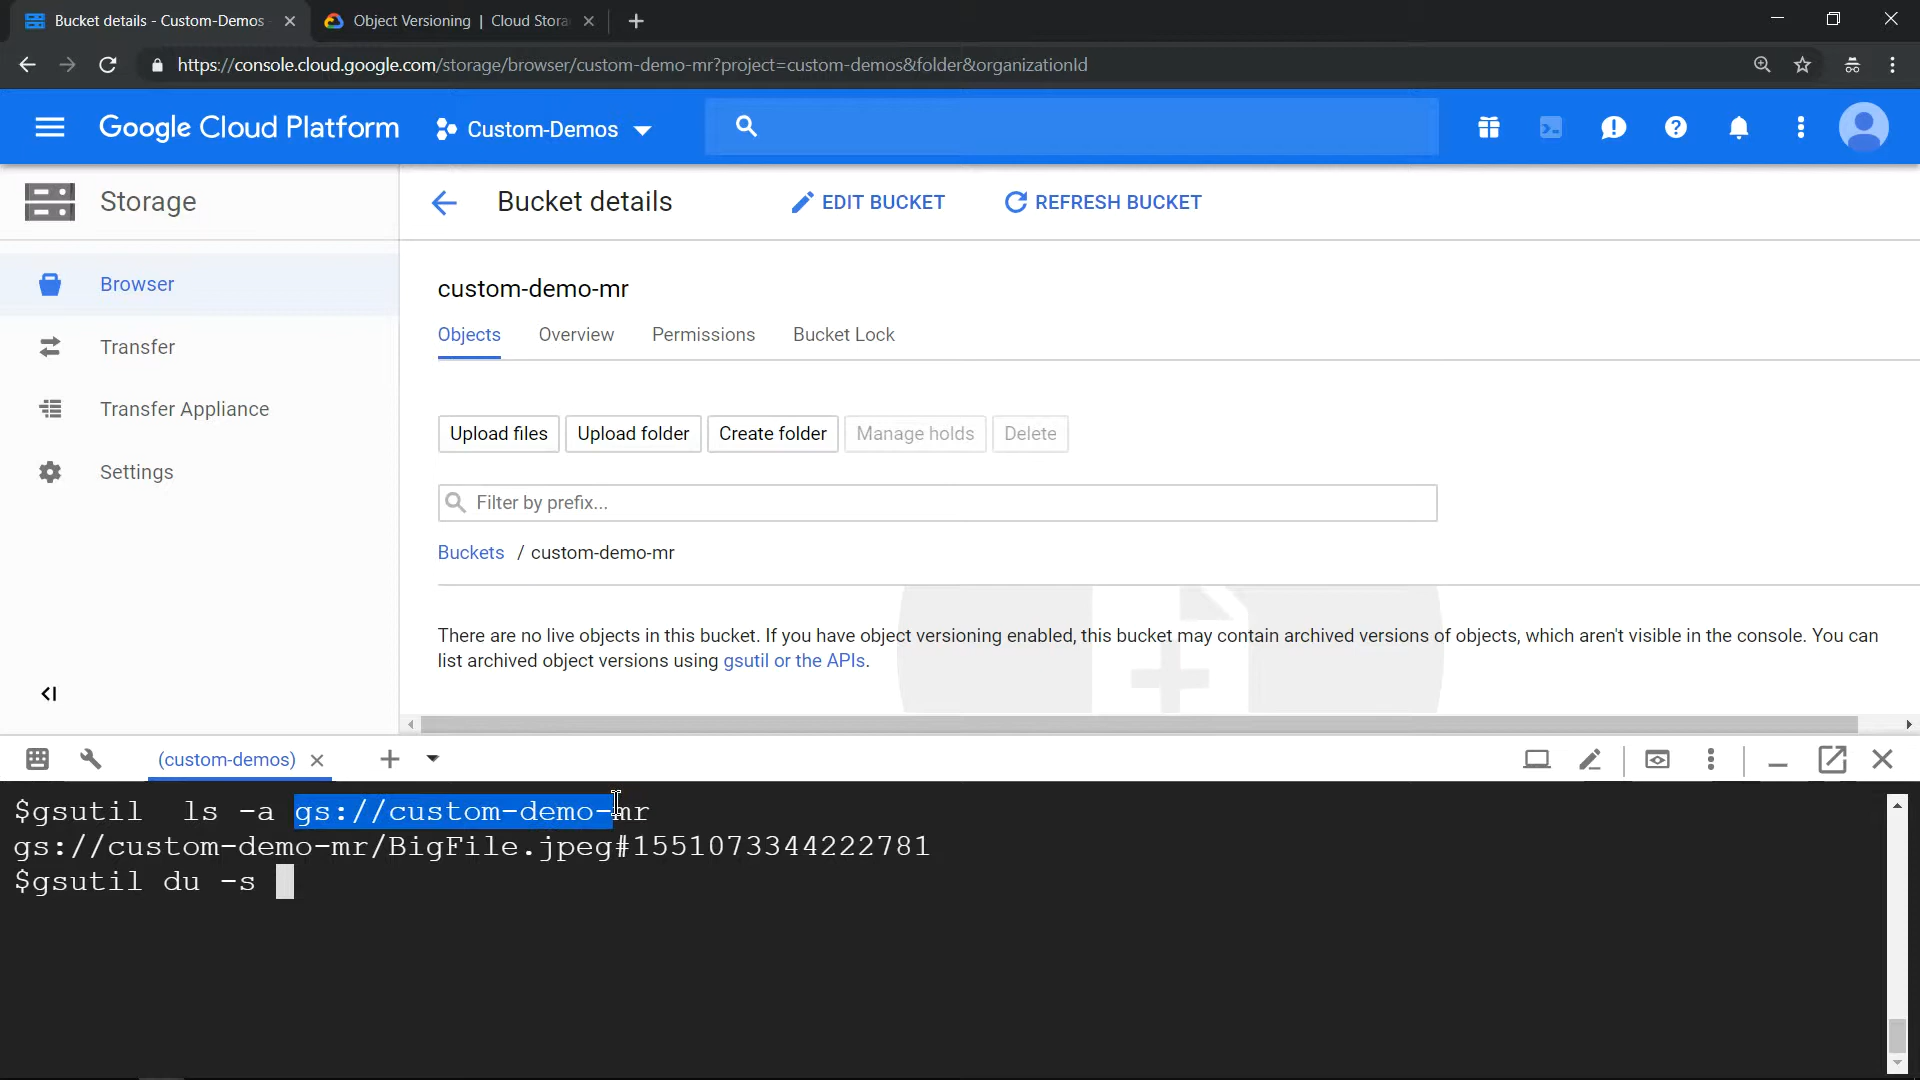 Bucket details - Custom-Demos
Object Versioning | Cloud Stora
https://console.cloud.google.com/storage/browser/custom-demo-mr?project=custom-demos&folder&organizationId
Google Cloud Platform
Custom-Demos
Storage
Bucket details
EDIT BUCKET
REFRESH BUCKET
Browser
Transfer
Transfer Appliance
Settings
custom-demo-mr
Objects Overview Permissions Bucket Lock
Upload files Upload folder Create folder Manage holds Delete
Filter by prefix...
Buckets / custom-demo-mr
There are no live objects in this bucket. If you have object versioning enabled, this bucket may contain archived versions of objects, which aren't visible in the console. You can
list archived object versions using gsutil or the APIs.
(custom-demos)
$gsutil  ls -a gs://custom-demo-mr
gs://custom-demo-mr/BigFile.jpeg#1551073344222781
$gsutil du -s